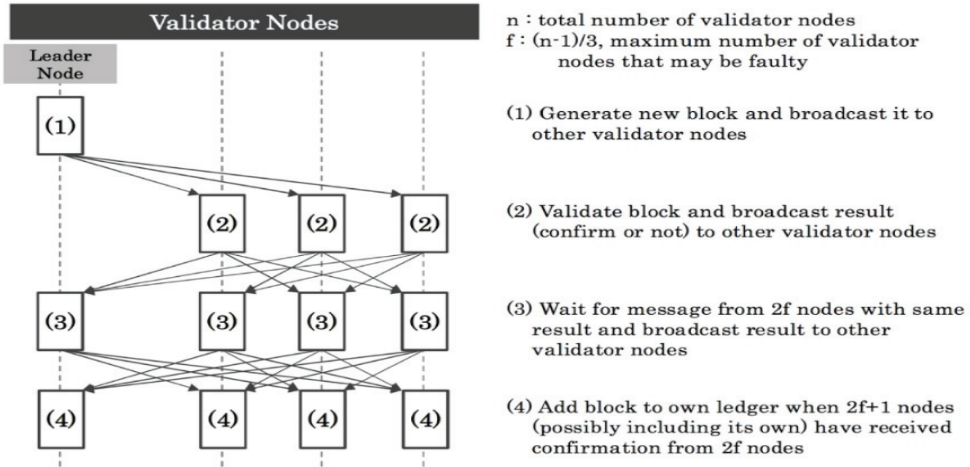 Validator Nodes
Leader
Node
(1)
(2)
(2)
(2)
(3)
(3)
(3)
(3)
(4)
(4)
(4)
(4)
n : total number of validator nodes
f : (n-1)/3, maximum number of validator
nodes that may be faulty
(1) Generate new block and broadcast it to
other validator nodes
(2) Validate block and broadcast result
(confirm or not) to other validator nodes
(3) Wait for message from 2f nodes with same
result and broadcast result to other
validator nodes
(4) Add block to own ledger when 2f+1 nodes
(possibly including its own) have received
confirmation from 2f nodes